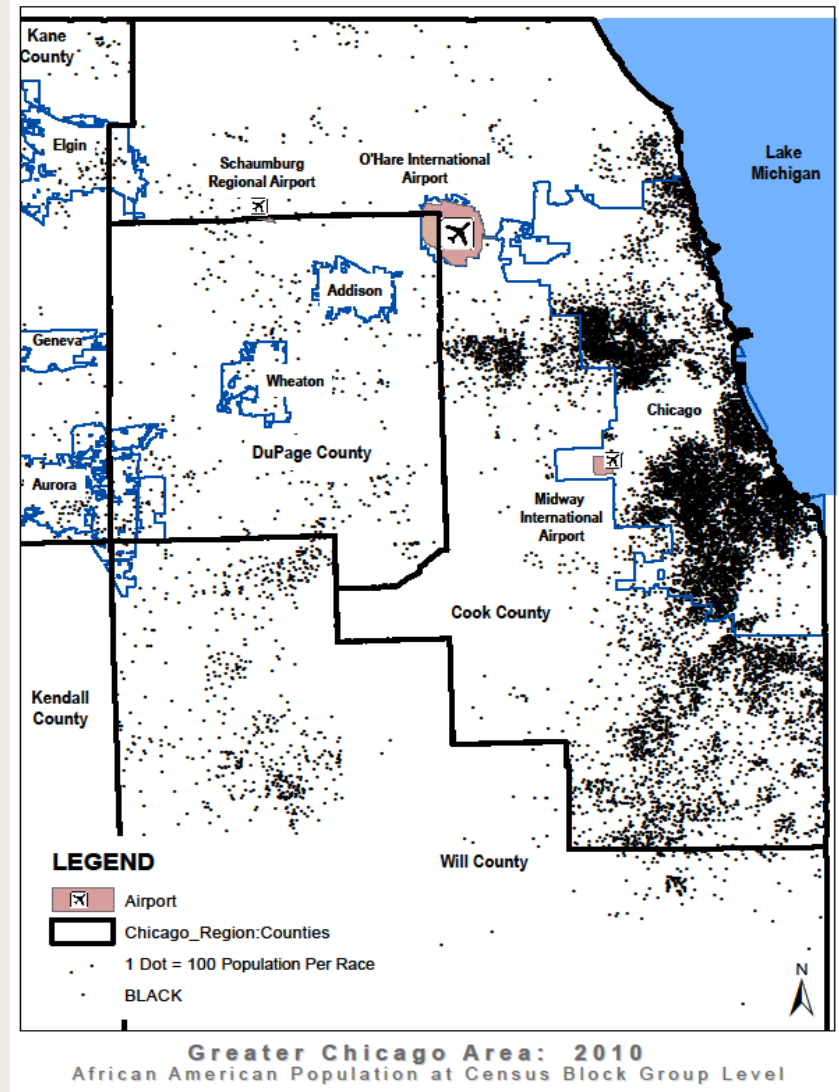 Kane
County
Elgin
Schaumburg
Regional Airport
O'Hare International
Airport
Lake
Michigan
Addison
Geneva
Wheaton
Chicago
DuPage County
Aurora
Midway
International
Airport
Cook County
Kendall
County
LEGEND
Will County
Airport
Chicago_Region:Counties
1 Dot = 100 Population Per Race
BLACK
N
Greater Chicago Area: 2010
African American Population at Census Block Group Level